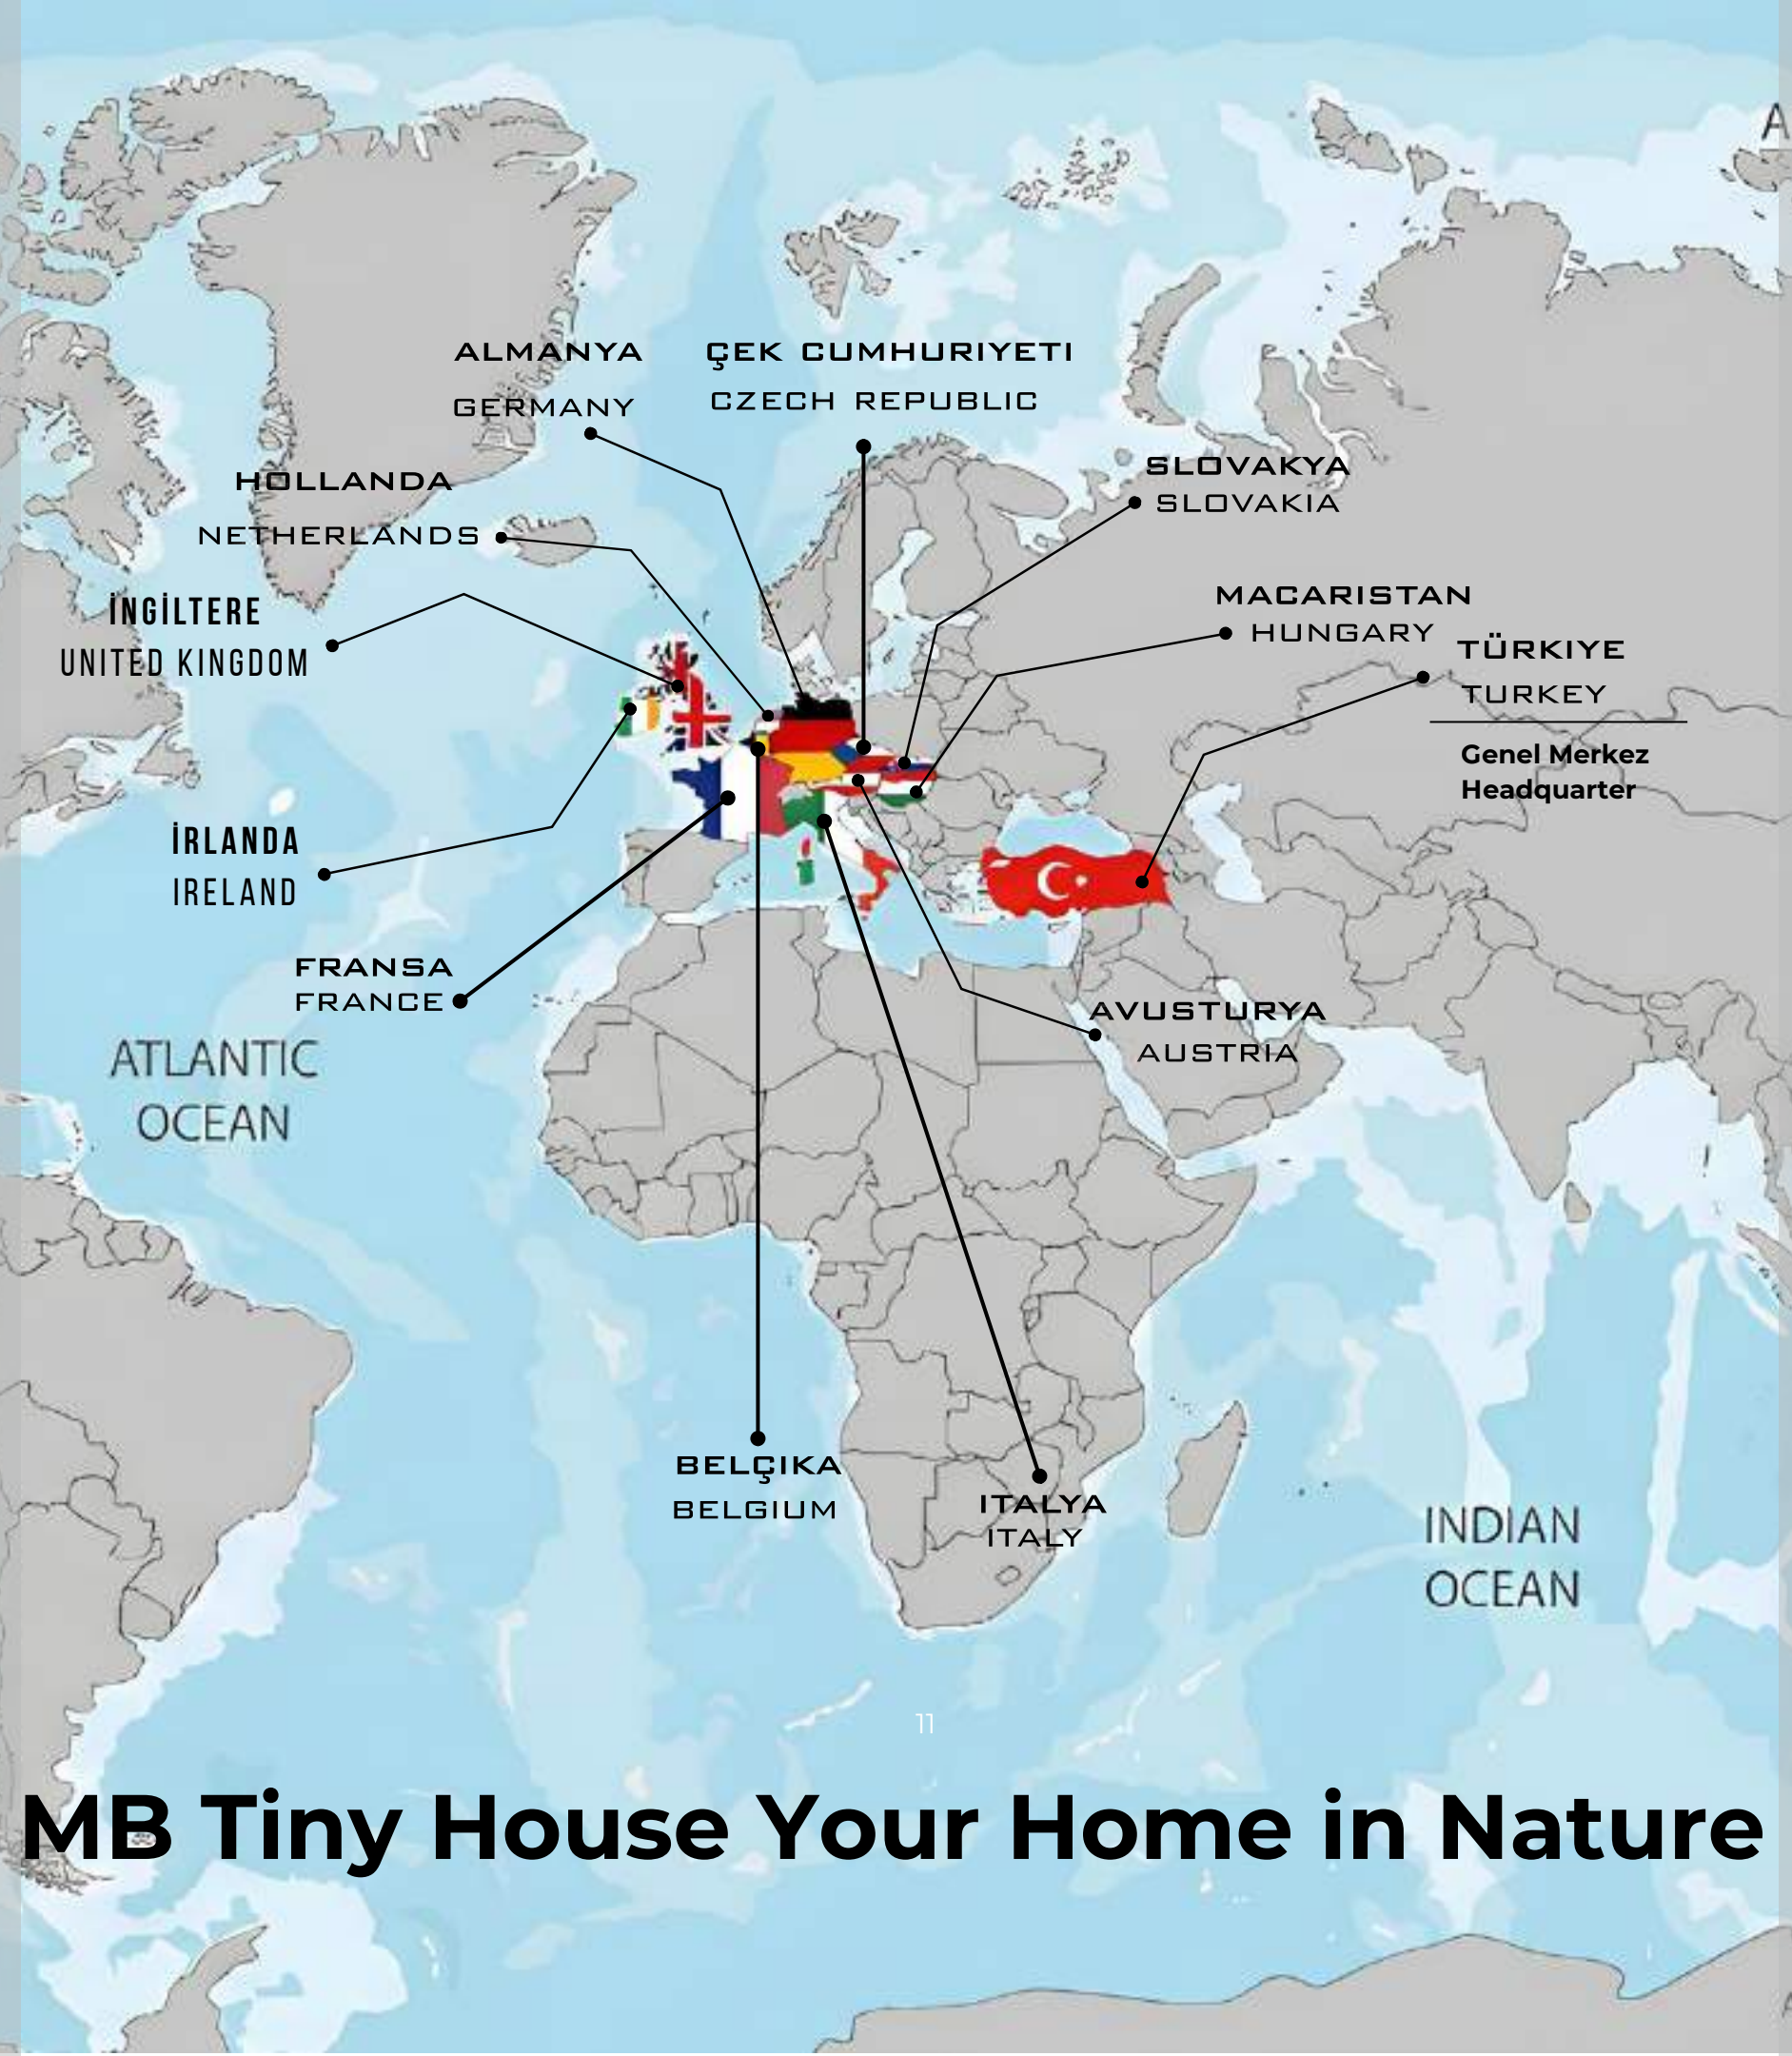 A
ALMANYA
GERMANY
ÇEK CUMHURIYETI
CZECH REPUBLIC
HOLLANDA
NETHERLANDS
SLOVAKYA
SLOVAKIA
İNGİLTERE
UNITED KINGDOM
MACARISTAN
HUNGARY
TÜRKIYE
TURKEY
Genel Merkez
Headquarter
İRLANDA
IRELAND
FRANSA
FRANCE
AVUSTURYA
AUSTRIA
ATLANTIC
OCEAN
BELÇIKA
BELGIUM
ITALYA
ITALY
INDIAN
OCEAN
11
MB Tiny House Your Home in Nature